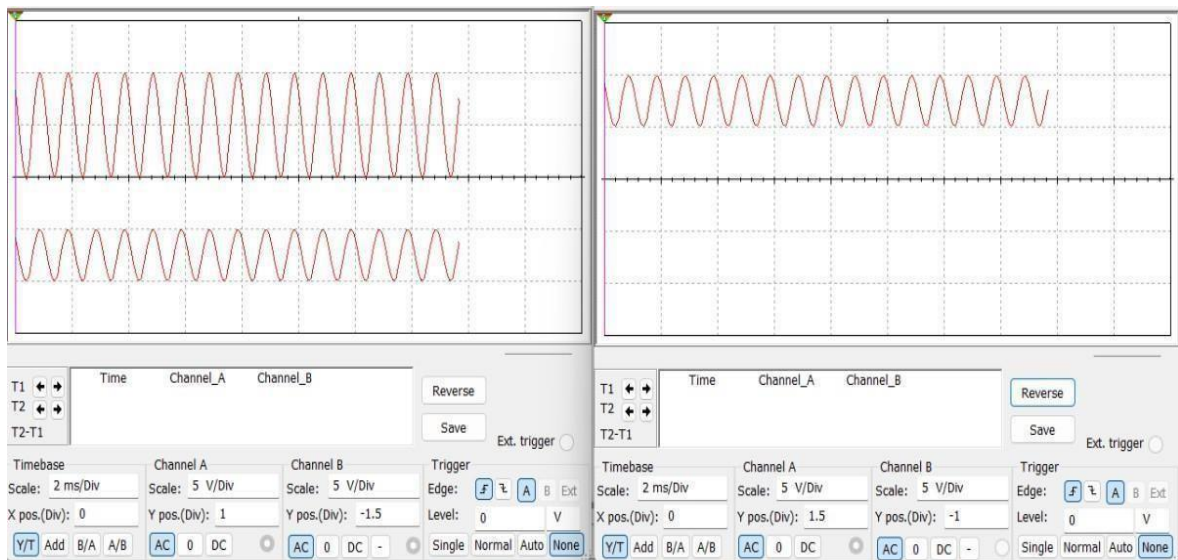 T1
T2
T2-T1
Time Channel_A Channel_B
Reverse
Save
Ext. trigger
Timebase
Scale: 2 ms/Div
X pos.(Div): 0
Y/T Add B/A A/B
Channel A
Scale: 5 V/Div
Y pos.(Div): 1
AC 0 DC
Channel B
Scale: 5 V/Div
Y pos.(Div): -1.5
AC 0 DC -
Trigger
Edge: A B Ext
Level: 0 V
Single Normal Auto None
T1
T2
T2-T1
Time Channel_A Channel_B
Reverse
Save
Ext. trigger
Timebase
Scale: 2 ms/Div
X pos.(Div): 0
Y/T Add B/A A/B
Channel A
Scale: 5 V/Div
Y pos.(Div): 1.5
AC 0 DC
Channel B
Scale: 5 V/Div
Y pos.(Div): -1
AC 0 DC -
Trigger
Edge: A B Ext
Level: 0 V
Single Normal Auto None